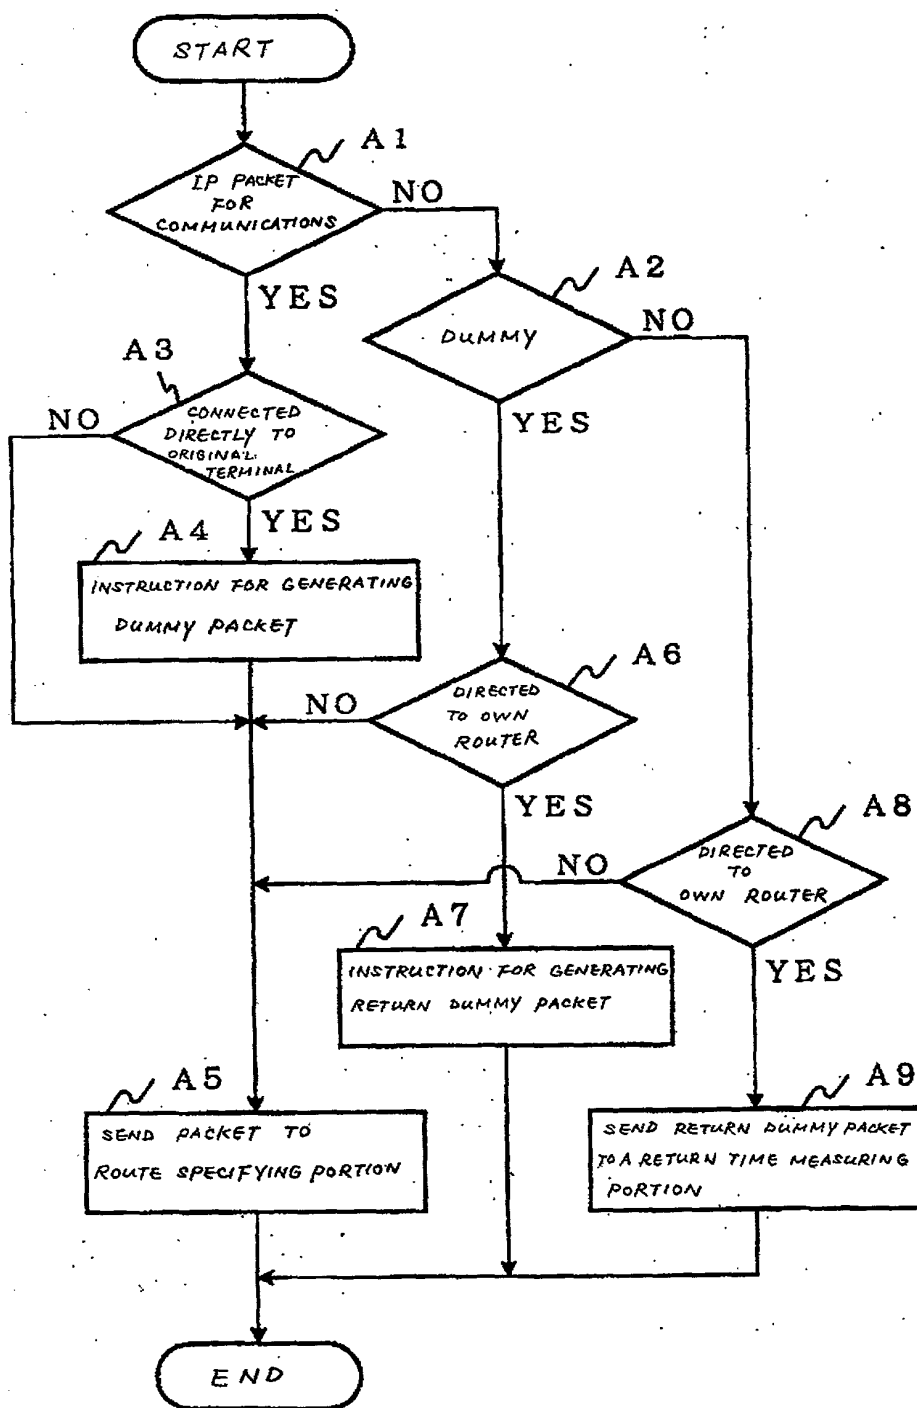 START
A1
IP PACKET
FOR
COMMUNICATIONS
NO
YES
A2
DUMMY
NO
YES
A3
CONNECTED
DIRECTLY TO
ORIGINAL
TERMINAL
NO
YES
A4
INSTRUCTION FOR GENERATING
DUMMY PACKET
A6
DIRECTED
TO OWN
ROUTER
NO
YES
A8
DIRECTED
TO
OWN ROUTER
NO
YES
A7
INSTRUCTION FOR GENERATING
RETURN DUMMY PACKET
A5
SEND PACKET TO
ROUTE SPECIFYING PORTION
A9
SEND RETURN DUMMY PACKET
TO A RETURN TIME MEASURING
PORTION
END